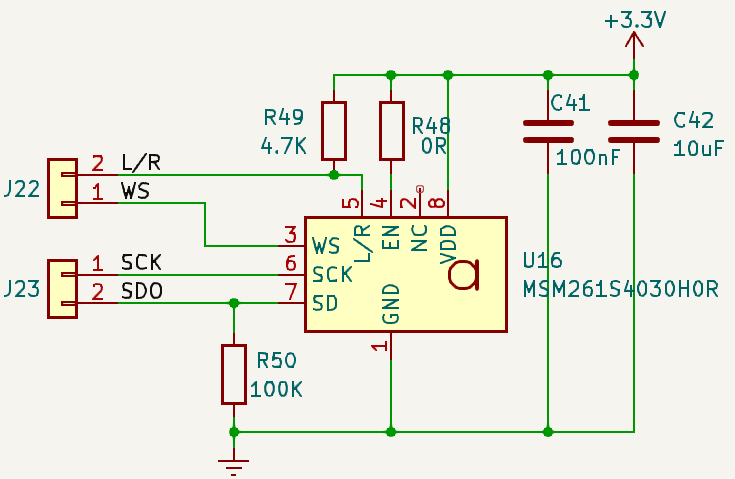 +3.3V
C41
100nF
C42
10uF
R49
4.7K
R48
0R
J22
2 L/R
1 WS
J23
1 SCK
2 SDO
5 4 2 8
L/R EN NC VDD
3 WS
6 SCK
7 SD
GND
1
U16
MSM261S4030H0R
R50
100K